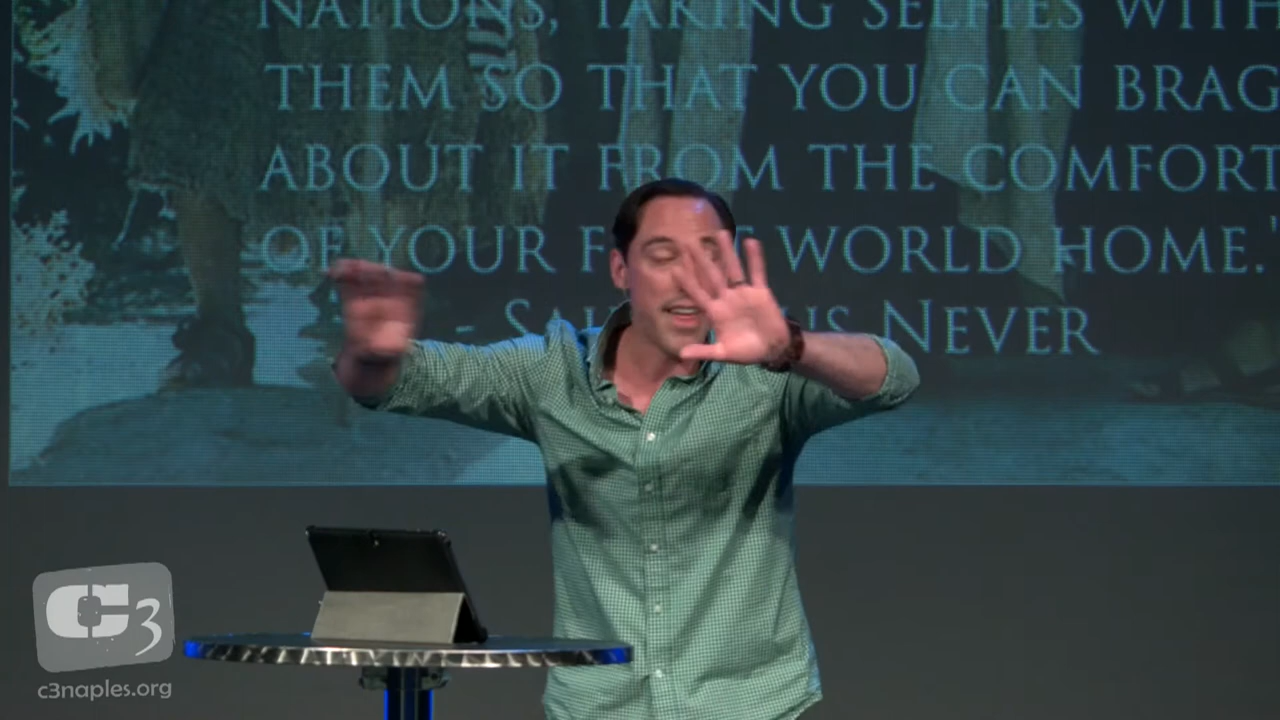 NATIONS, TAKING SELFIES WITH
THEM SO THAT YOU CAN BRAG
ABOUT IT FROM THE COMFORT
OF YOUR WORLD HOME."
- NEVER
C3
c3naples.org